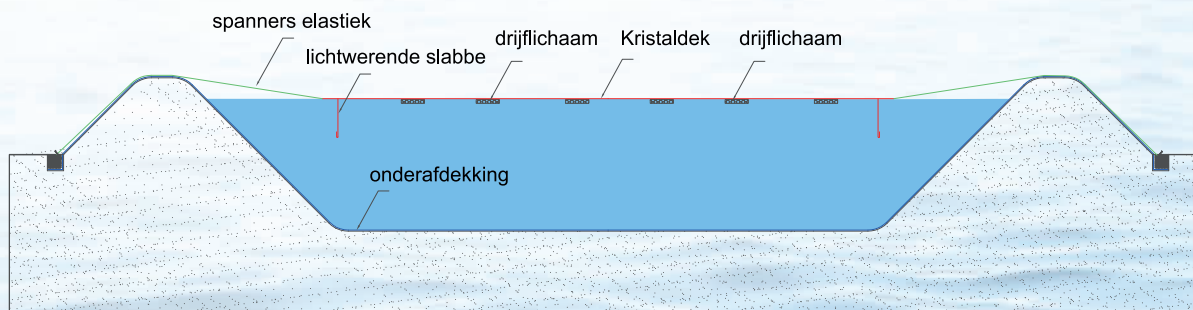 spanners elastiek
lichtwerende slabbe
drijflichaam
Kristaldek
drijflichaam
onderafdekking